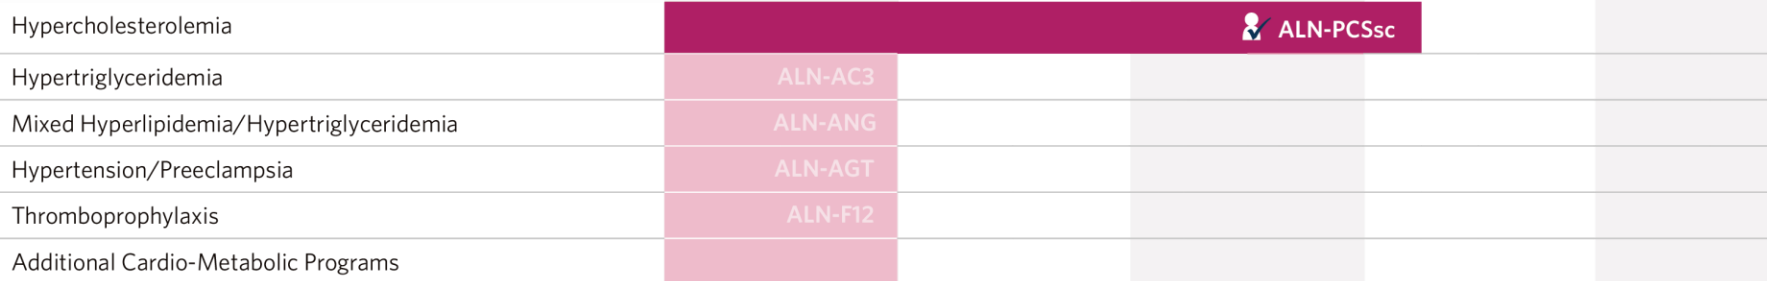 Hypercholesterolemia ALN-PCSsc
Hypertriglyceridemia ALN-AC3
Mixed Hyperlipidemia/Hypertriglyceridemia ALN-ANG
Hypertension/Preeclampsia ALN-AGT
Thromboprophylaxis ALN-F12
Additional Cardio-Metabolic Programs